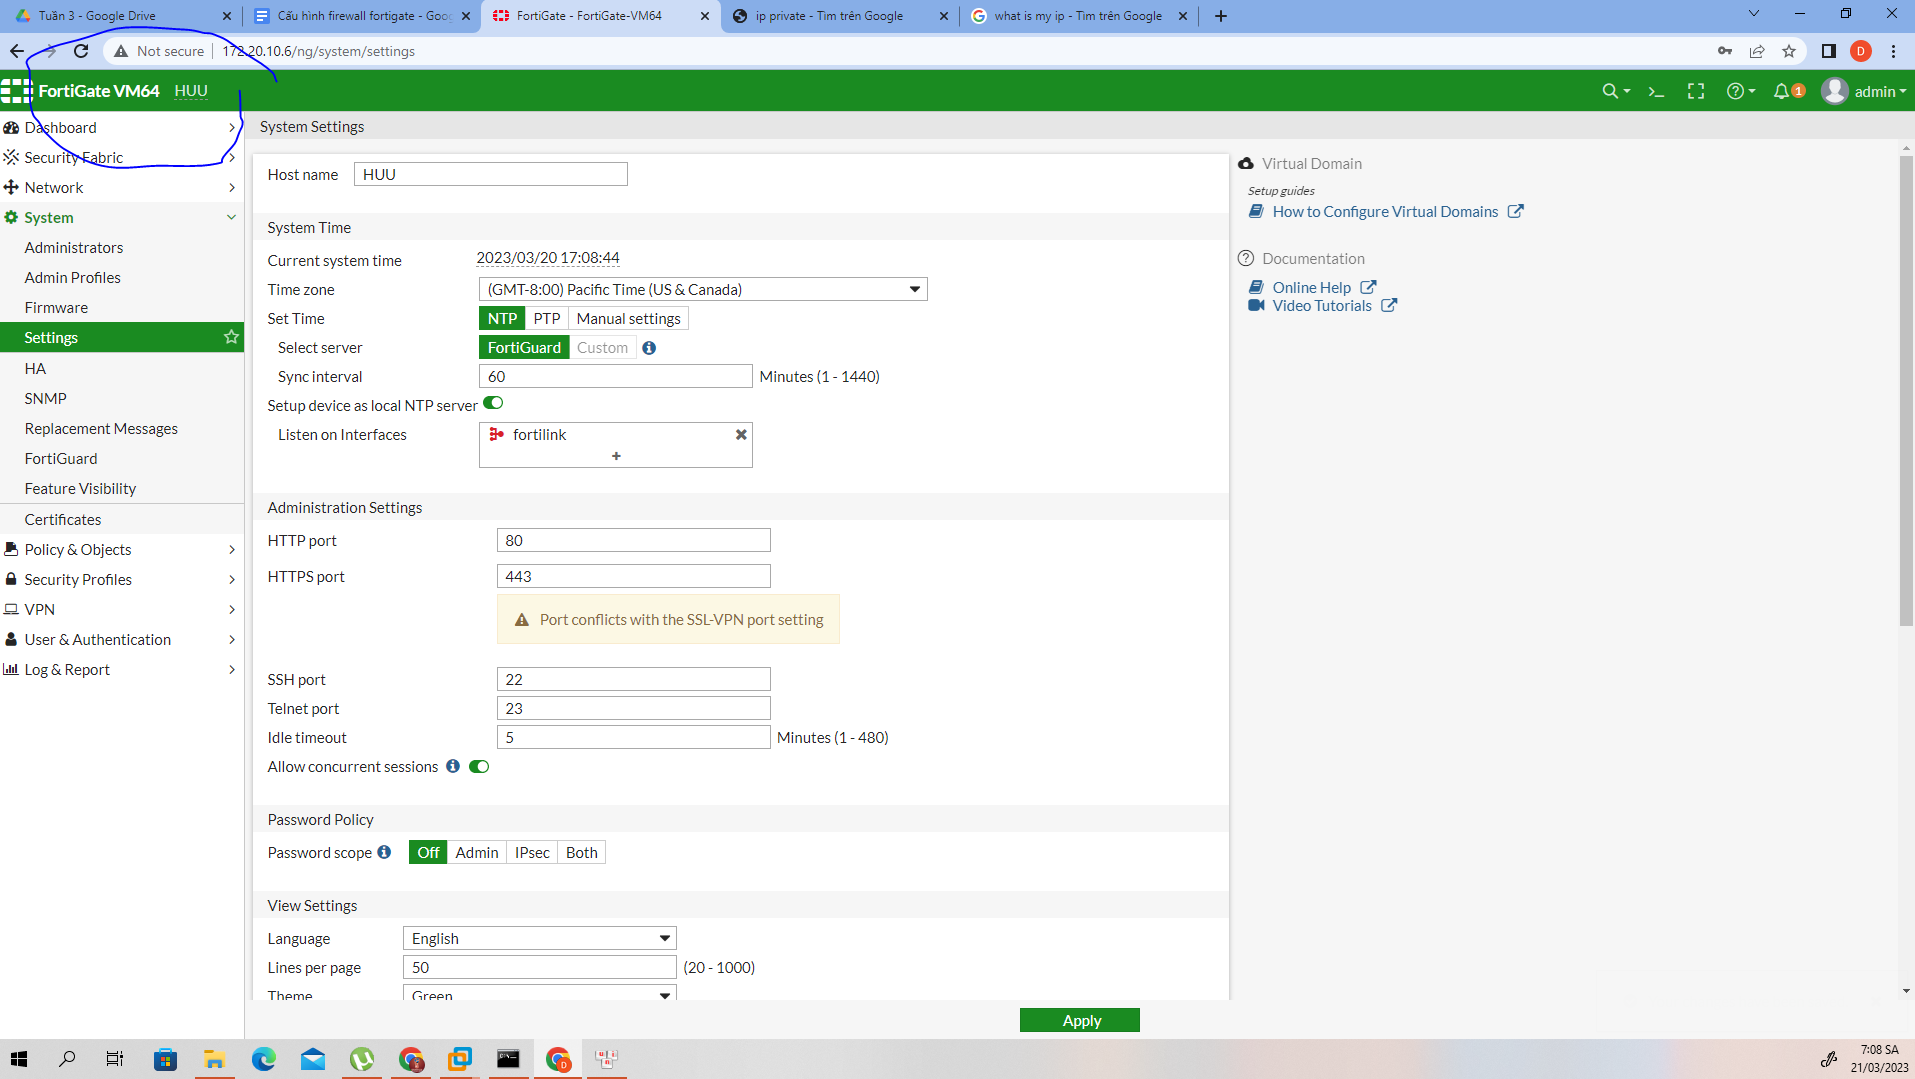 Tuần 3 - Google Drive
Cấu hình firewall fortigate - Goog
FortiGate - FortiGate-VM64
ip private - Tìm trên Google
what is my ip - Tìm trên Google
Not secure
172.20.10.6/ng/system/settings
D
FortiGate VM64 HUU
1
admin
Dashboard
Security Fabric
Network
System
Administrators
Admin Profiles
Firmware
Settings
HA
SNMP
Replacement Messages
FortiGuard
Feature Visibility
Certificates
Policy & Objects
Security Profiles
VPN
User & Authentication
Log & Report
System Settings
Host name HUU
System Time
Current system time 2023/03/20 17:08:44
Time zone (GMT-8:00) Pacific Time (US & Canada)
Set Time NTP PTP Manual settings
Select server FortiGuard Custom
Sync interval 60 Minutes (1 - 1440)
Setup device as local NTP server
Listen on Interfaces fortilink
Administration Settings
HTTP port 80
HTTPS port 443
Port conflicts with the SSL-VPN port setting
SSH port 22
Telnet port 23
Idle timeout 5 Minutes (1 - 480)
Allow concurrent sessions
Password Policy
Password scope Off Admin IPsec Both
View Settings
Language English
Lines per page 50 (20 - 1000)
Theme Green
Apply
Virtual Domain
Setup guides
How to Configure Virtual Domains
Documentation
Online Help
Video Tutorials
7:08 SA
21/03/2023